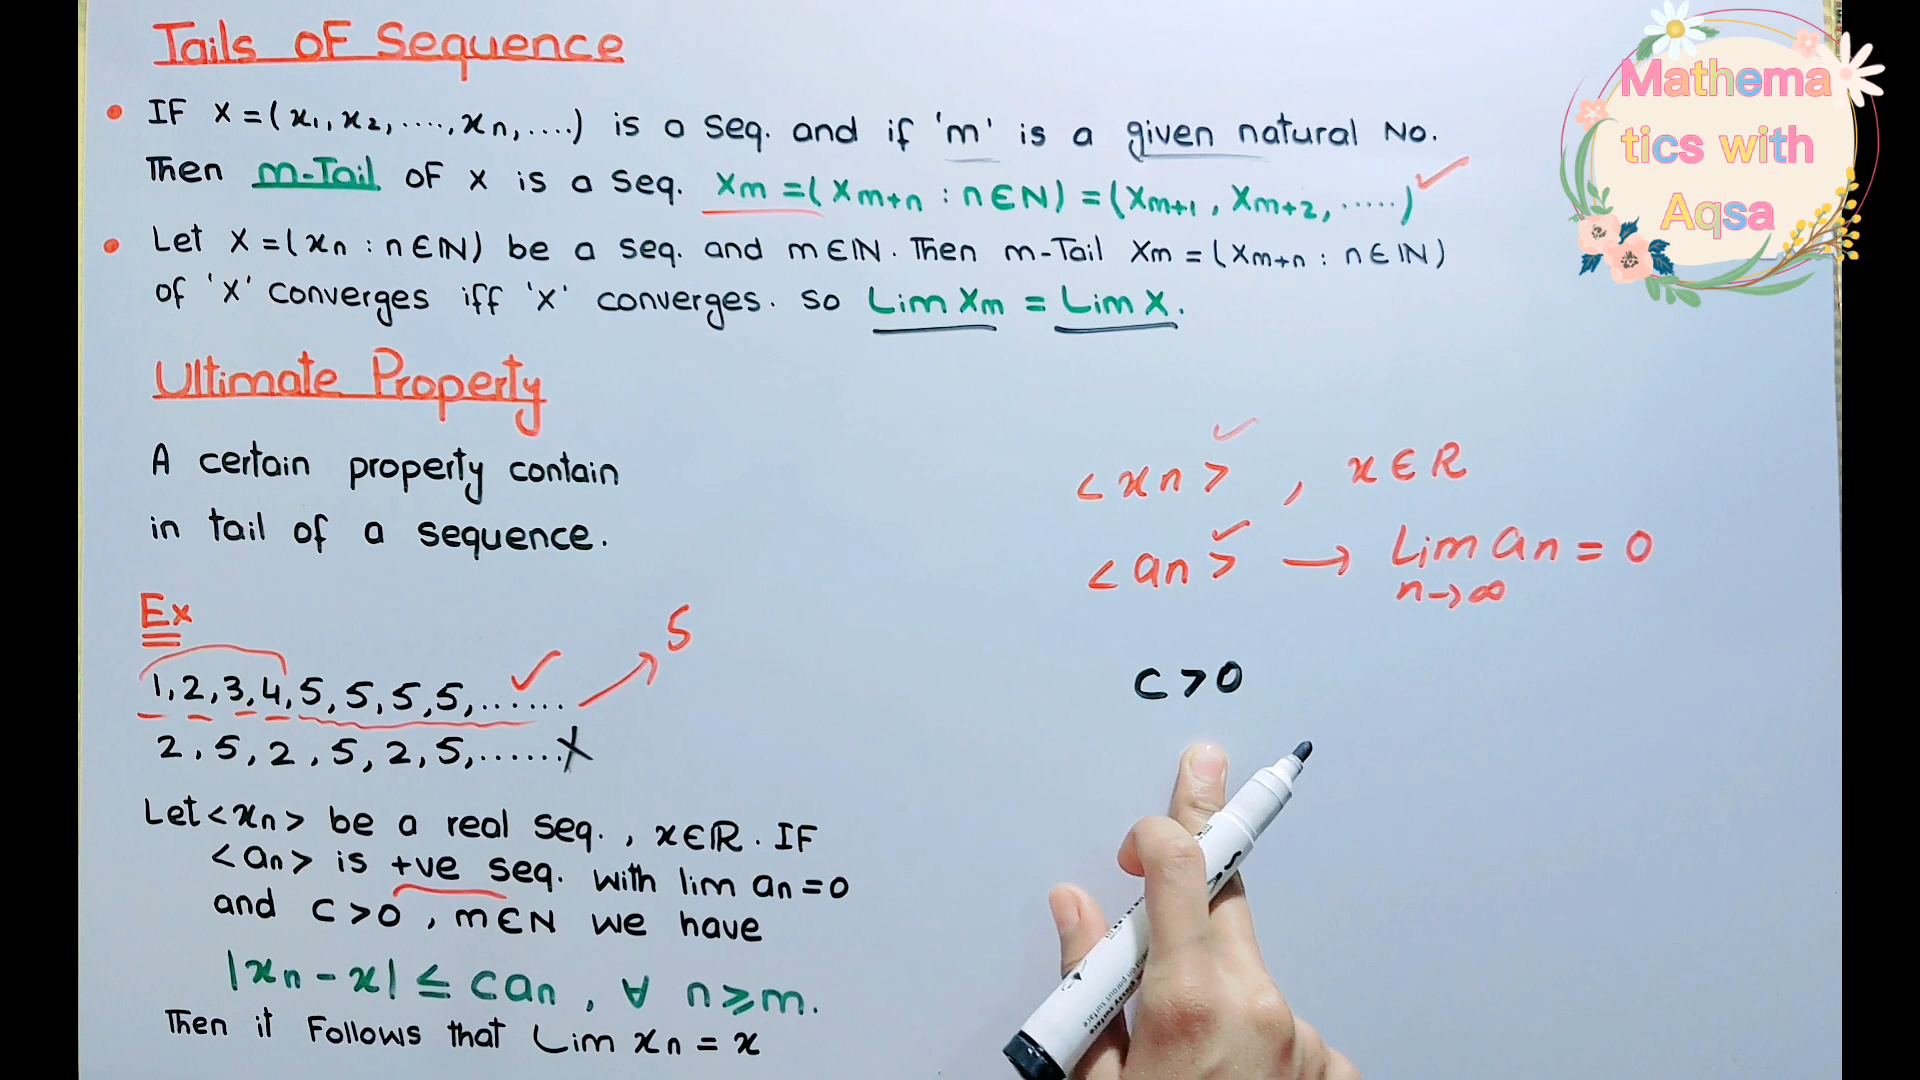 Tails of Sequence
• IF X = (x1, x2, ...., xn, ....) is a seq. and if 'm' is a given natural No.
Then m-Tail of X is a seq. Xm = (Xm+n : n∈N) = (Xm+1, Xm+2, .....) ✓
• Let X = (xn : n∈IN) be a seq. and m∈IN. Then m-Tail Xm = (Xm+n : n∈IN)
of 'X' converges iff 'X' converges. so Lim Xm = Lim X.
Ultimate Property
A certain property contain
in tail of a sequence.
Ex
1, 2, 3, 4, 5, 5, 5, 5, ...... ✓ → 5
2, 5, 2, 5, 2, 5, ...... X
Let <xn> be a real seq., x∈R. IF
<an> is +ve seq. with lim an = 0
and C > 0, m∈N we have
|xn - x| ≤ C an, ∀ n ≥ m.
Then it Follows that Lim xn = x
<xn> ✓, x∈R
<an> ✓ → Lim an = 0
n→∞
C > 0
Mathema
tics with
Aqsa